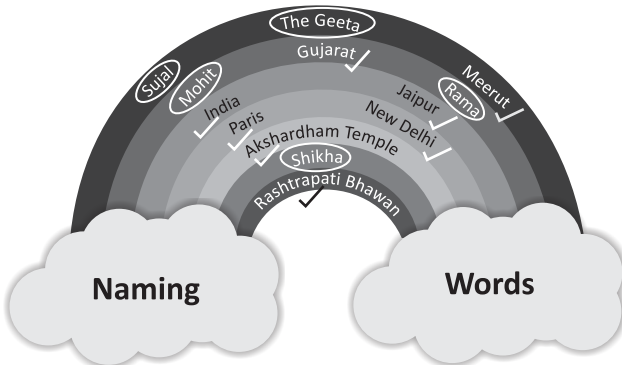 The Geeta
Gujarat
Sujal
Mohit
Meerut
Rama
Jaipur
India
Paris
New Delhi
Akshardham Temple
Shikha
Rashtrapati Bhawan
Naming
Words